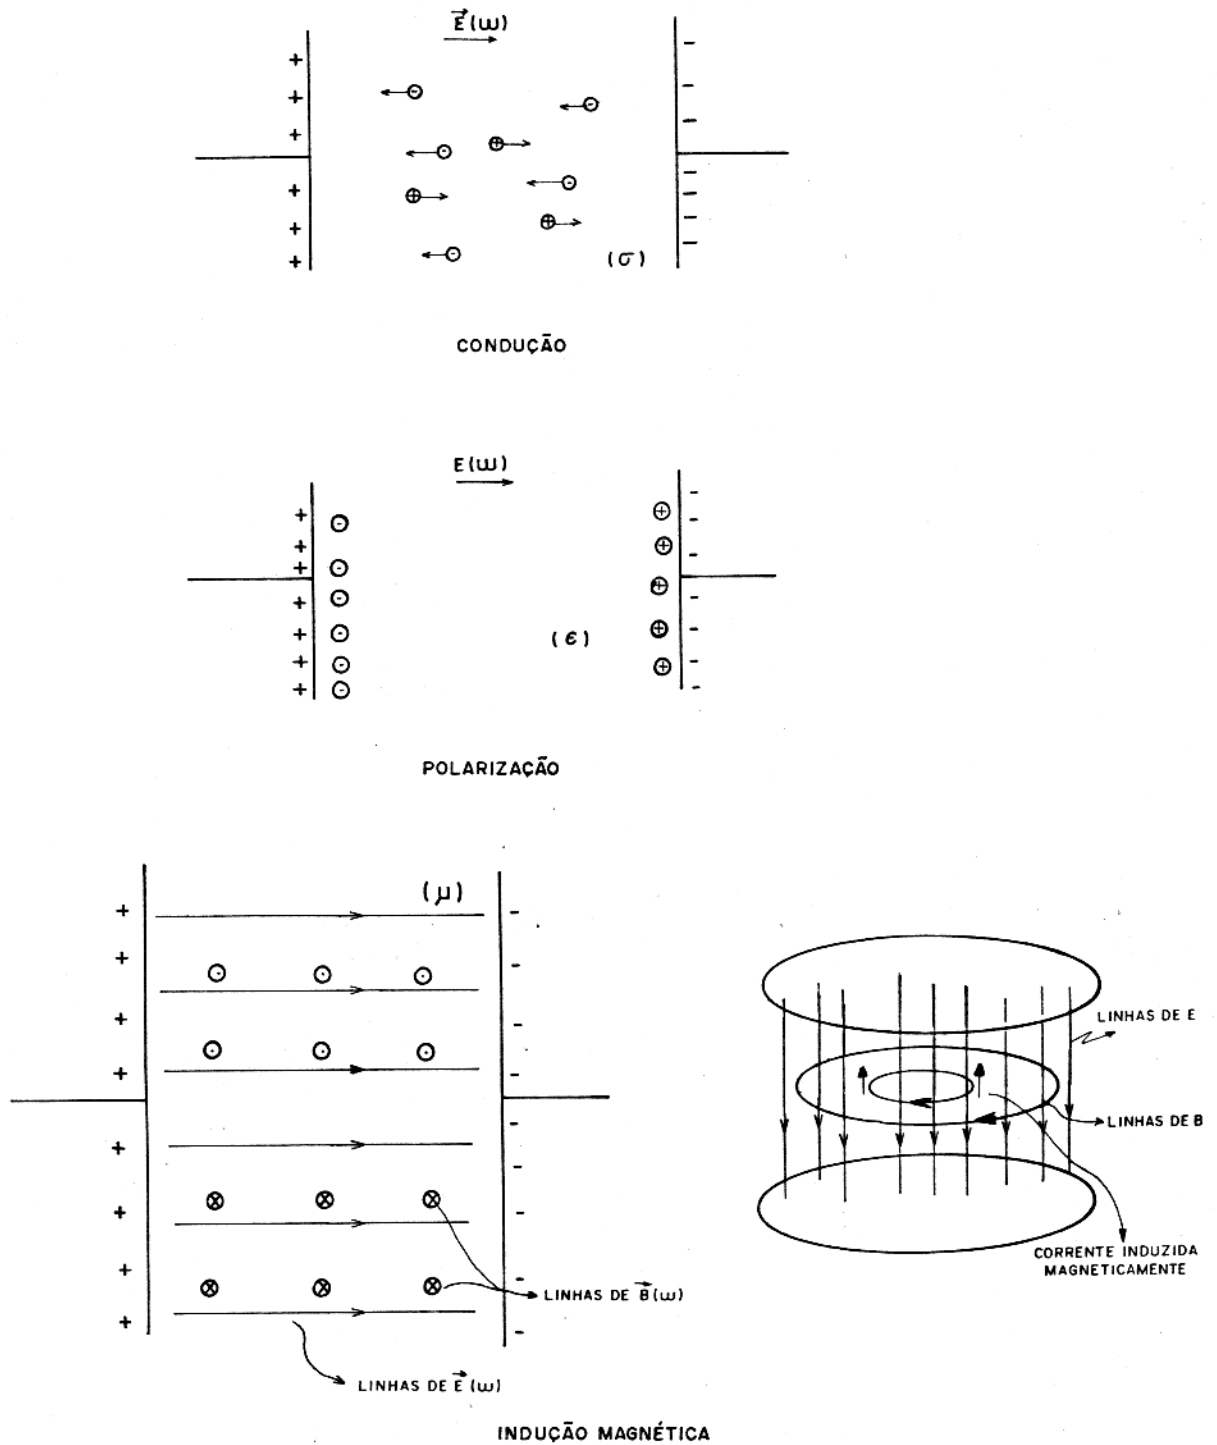 E⃗(ω)
(σ)
CONDUÇÃO
E(ω)
(ϵ)
POLARIZAÇÃO
(μ)
LINHAS DE E
LINHAS DE B
CORRENTE INDUZIDA
MAGNETICAMENTE
LINHAS DE B⃗(ω)
LINHAS DE E⃗(ω)
INDUÇÃO MAGNÉTICA